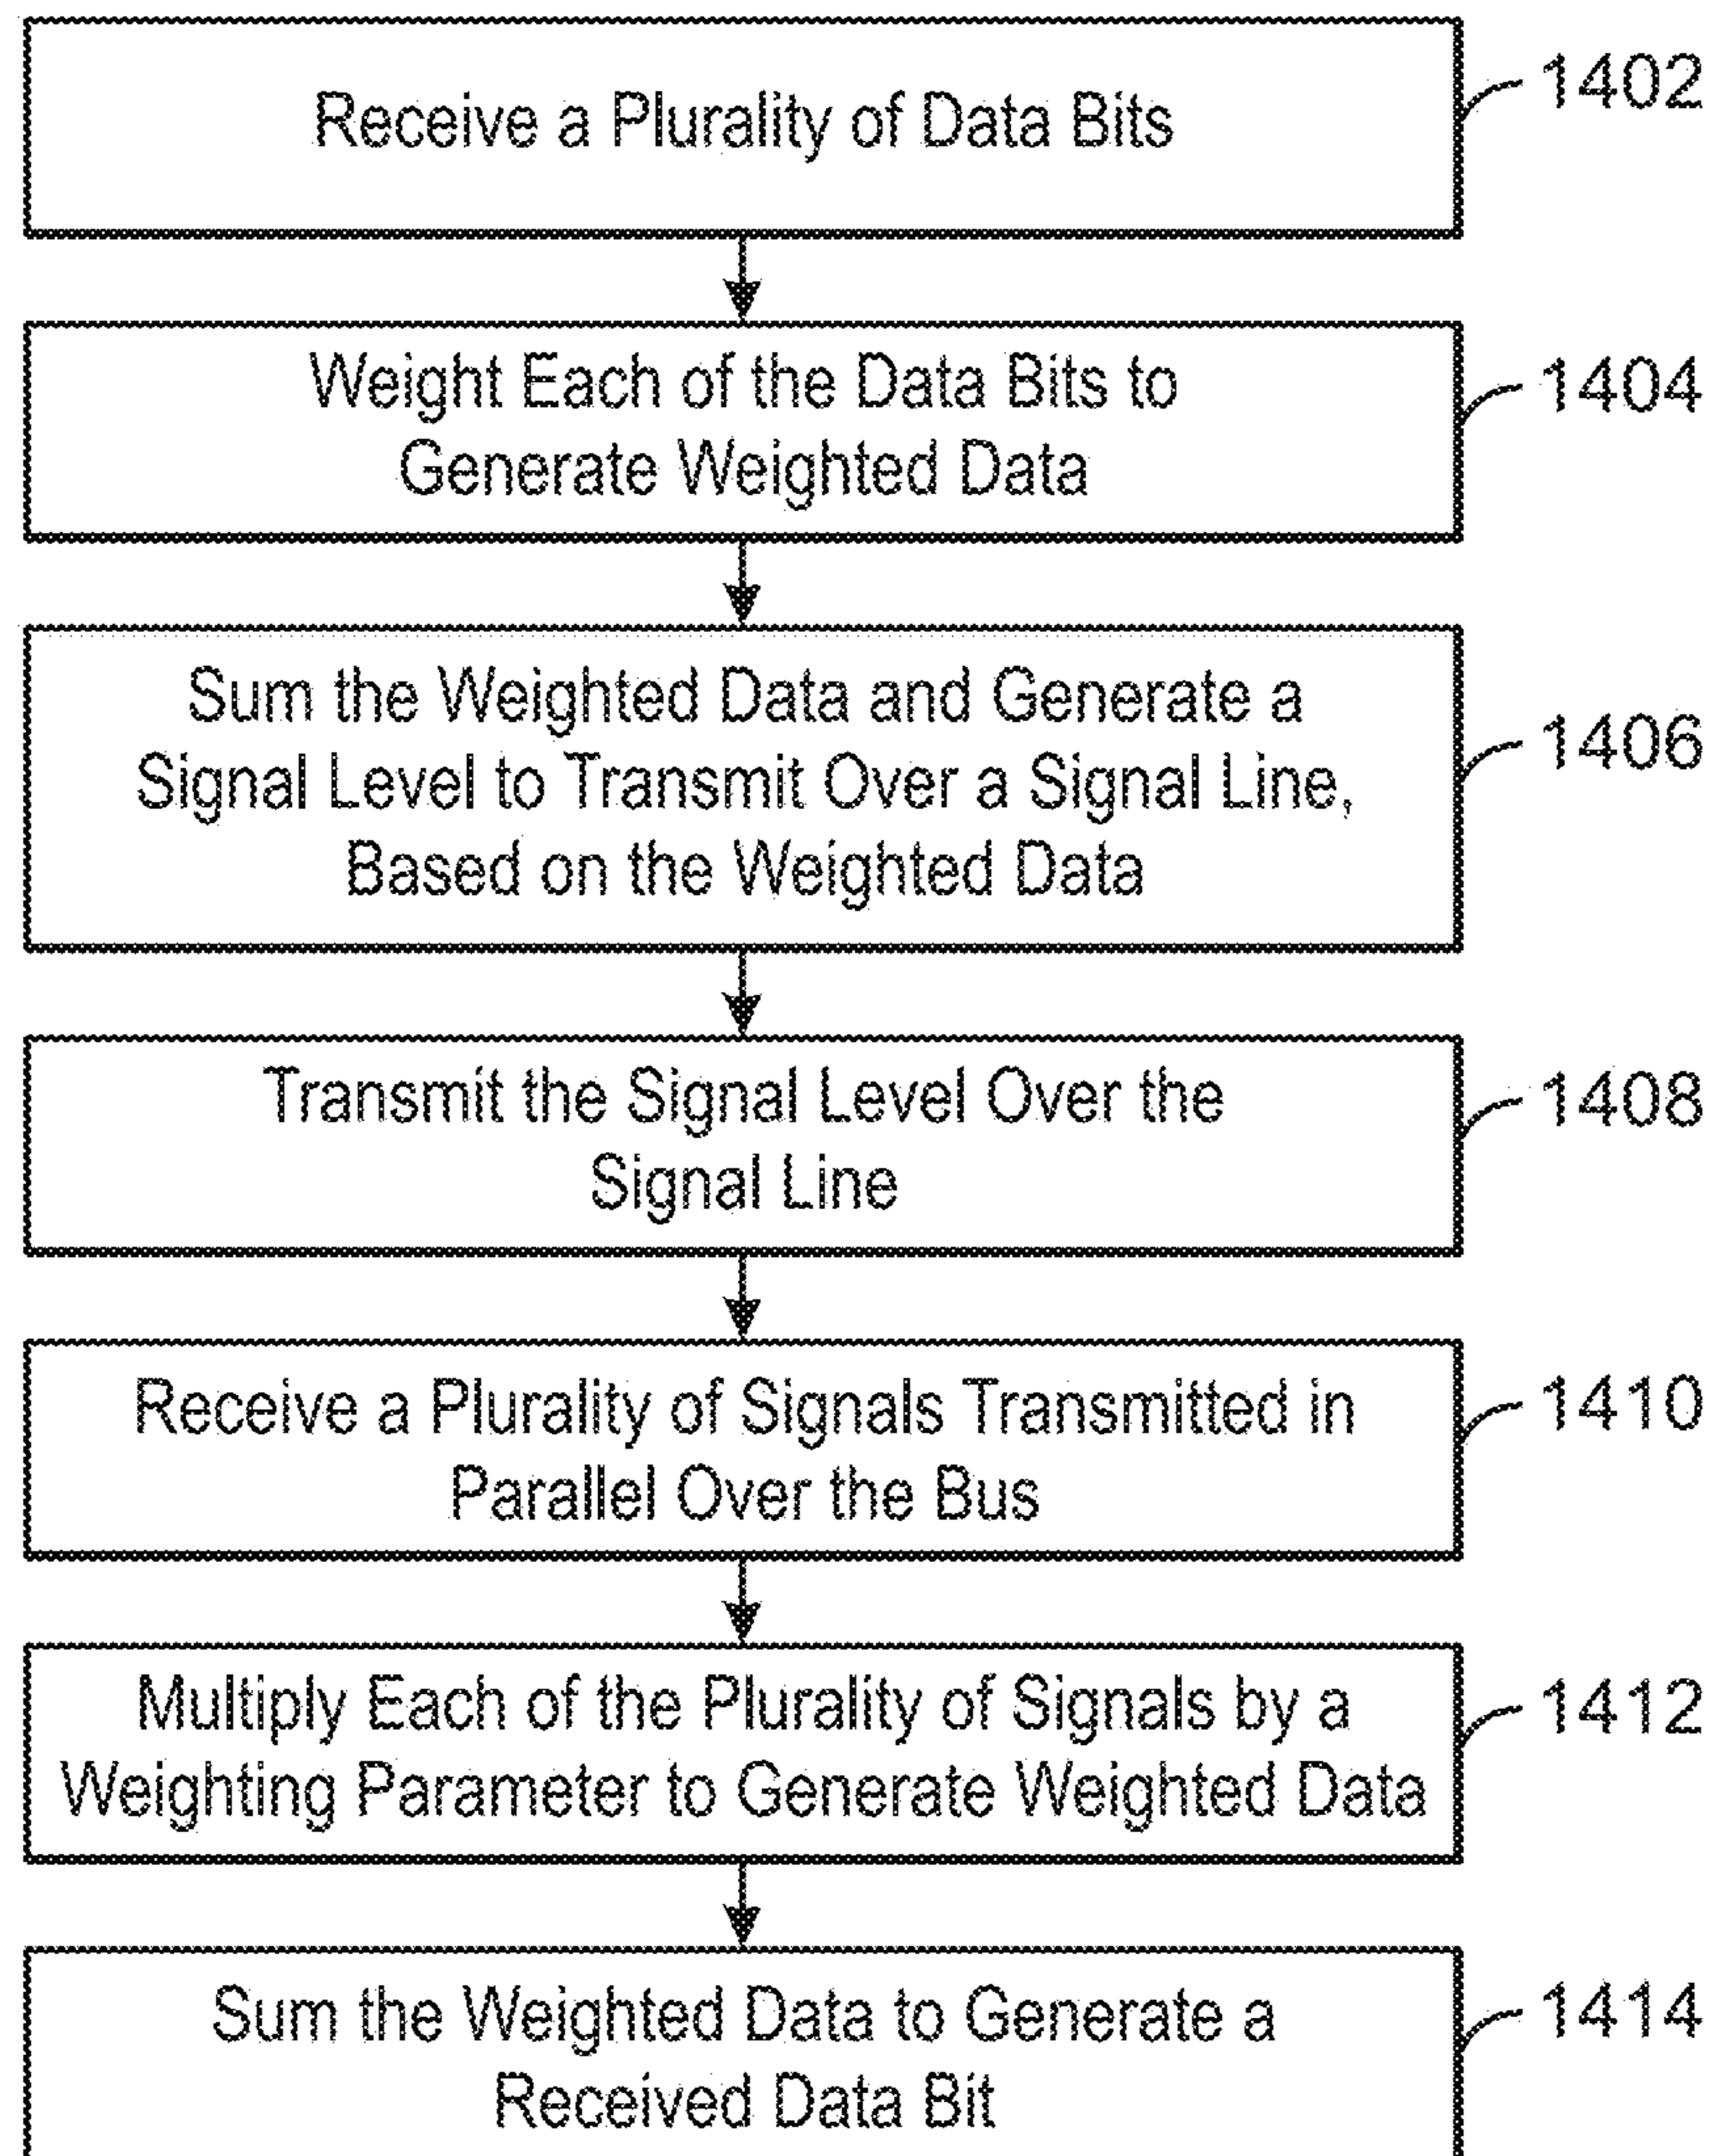 Receive a Plurality of Data Bits
1402
Weight Each of the Data Bits to
Generate Weighted Data
1404
Sum the Weighted Data and Generate a
Signal Level to Transmit Over a Signal Line,
Based on the Weighted Data
1406
Transmit the Signal Level Over the
Signal Line
1408
Receive a Plurality of Signals Transmitted in
Parallel Over the Bus
1410
Multiply Each of the Plurality of Signals by a
Weighting Parameter to Generate Weighted Data
1412
Sum the Weighted Data to Generate a
Received Data Bit
1414